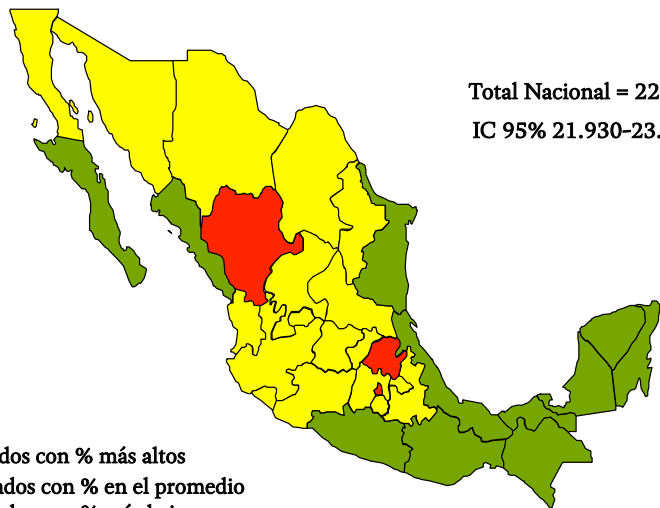 Total Nacional = 22
IC 95% 21.930-23.
dos con % más altos
ados con % en el promedio